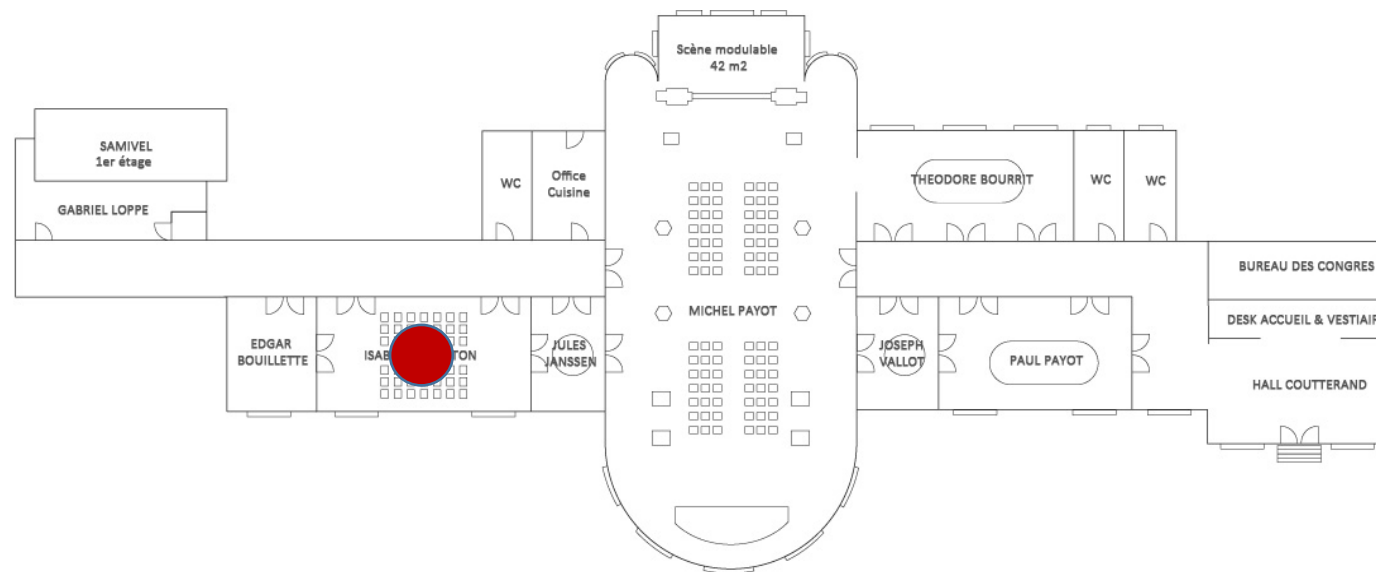 Scène modulable
42 m2
SAMIVEL
1er étage
GABRIEL LOPPE
WC
Office
Cuisine
THEODORE BOURRIT
WC
WC
BUREAU DES CONGRES
DESK ACCUEIL & VESTIAIR
HALL COUTTERAND
MICHEL PAYOT
EDGAR
BOUILLETTE
JULES
JANSSEN
JOSEPH
VALLOT
PAUL PAYOT